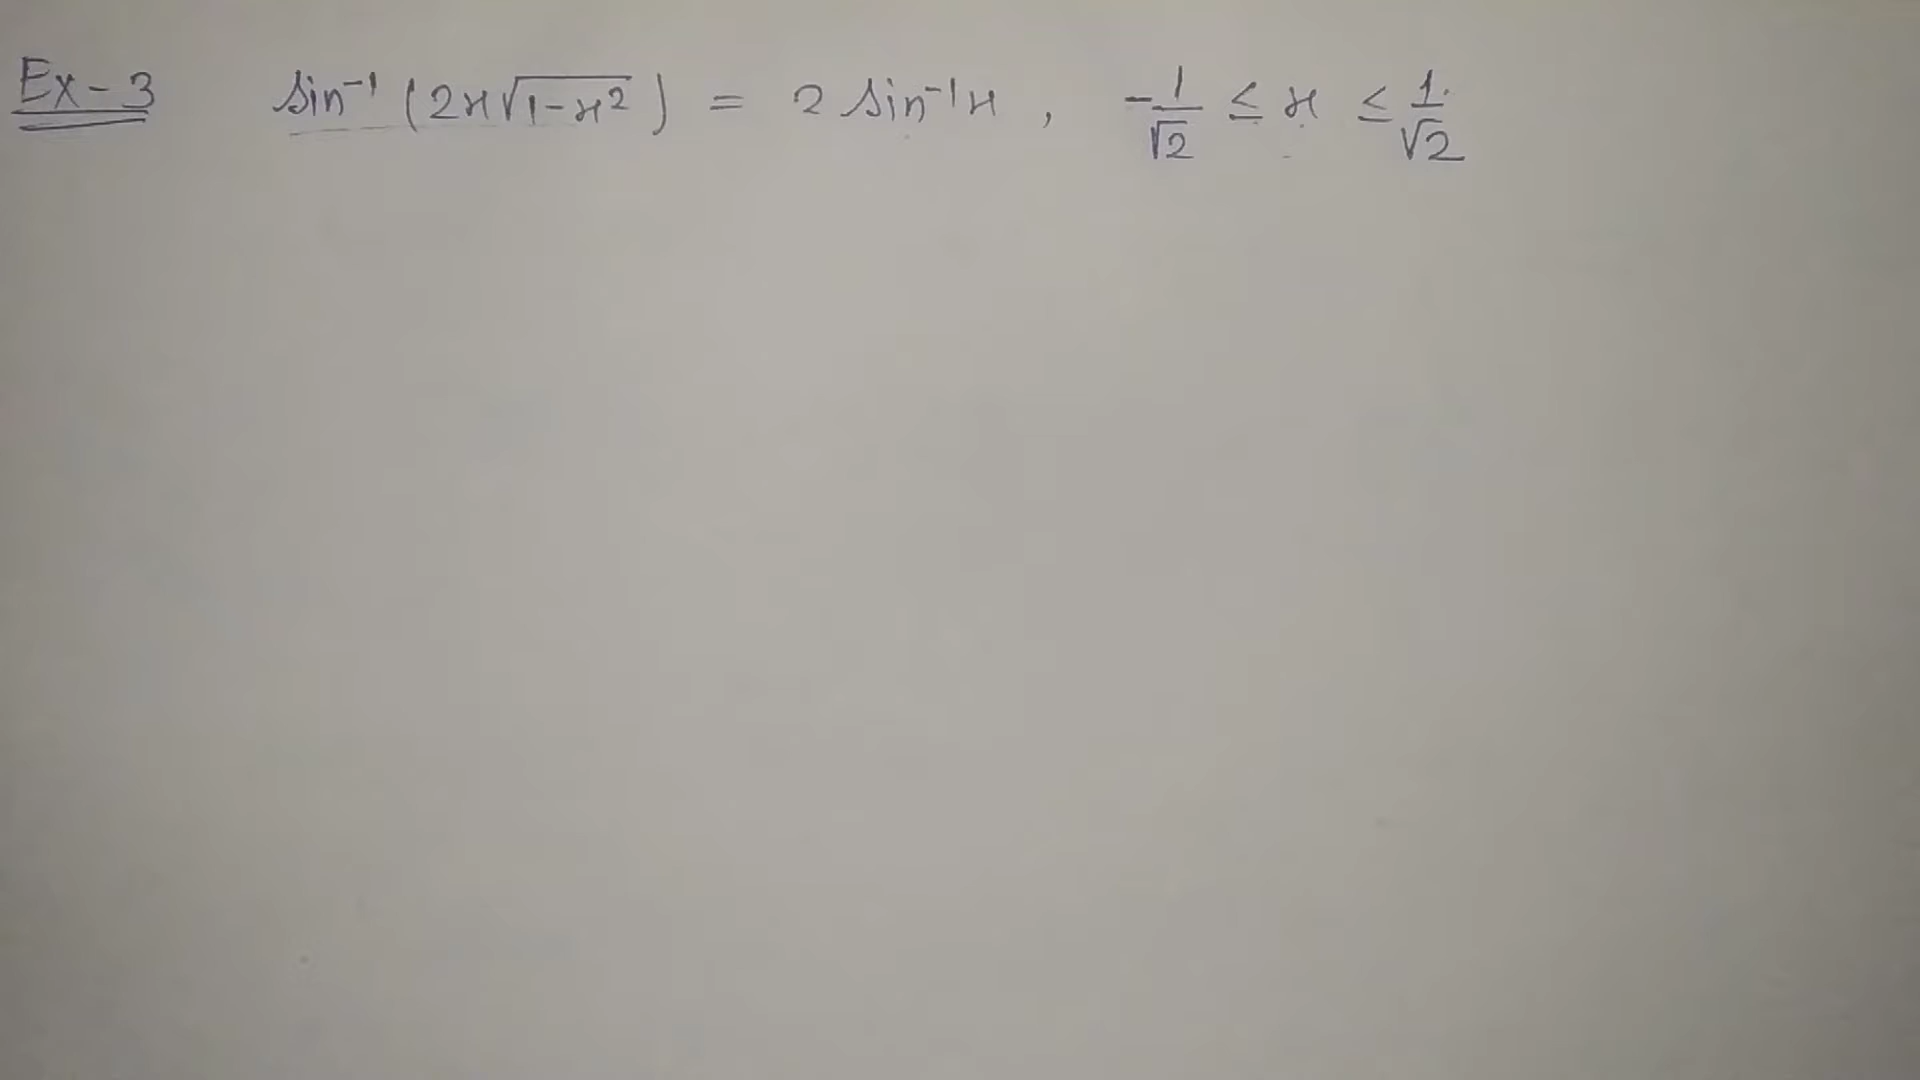 Ex-3 sin⁻¹ (2x√(1-x²)) = 2 sin⁻¹x , -1/√2 ≤ x ≤ 1/√2